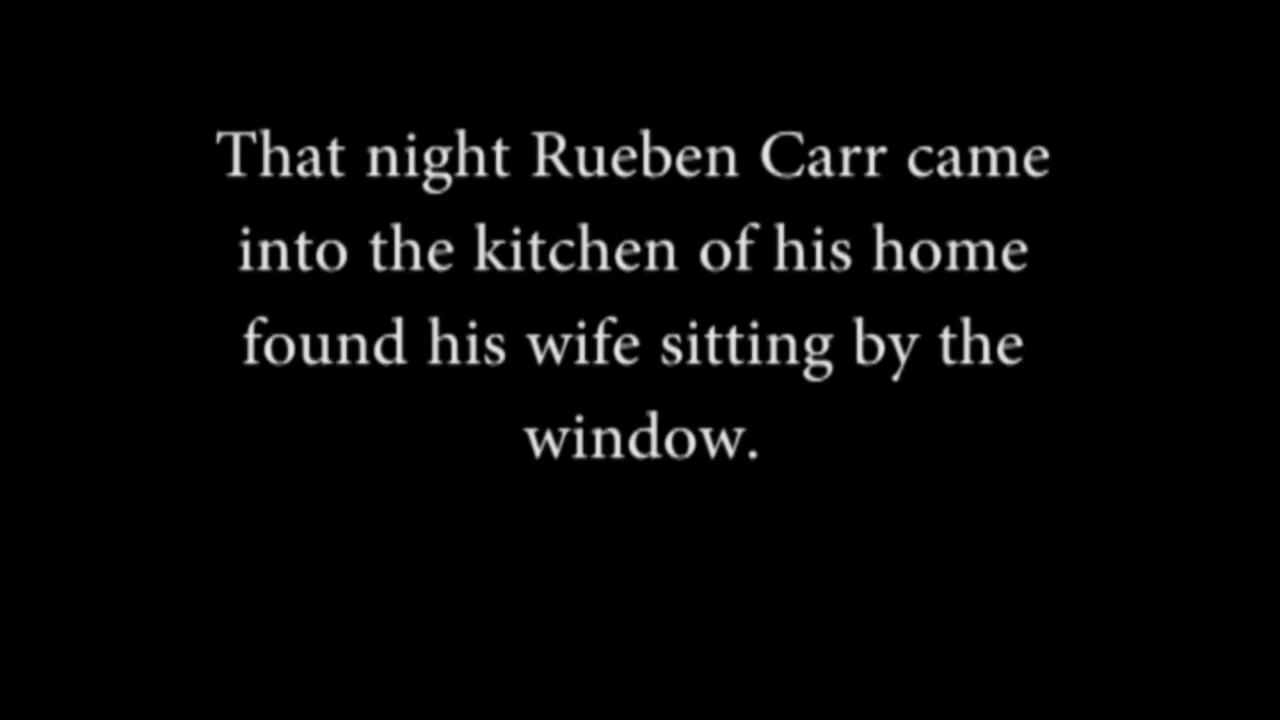 That night Rueben Carr came
into the kitchen of his home
found his wife sitting by the
window.